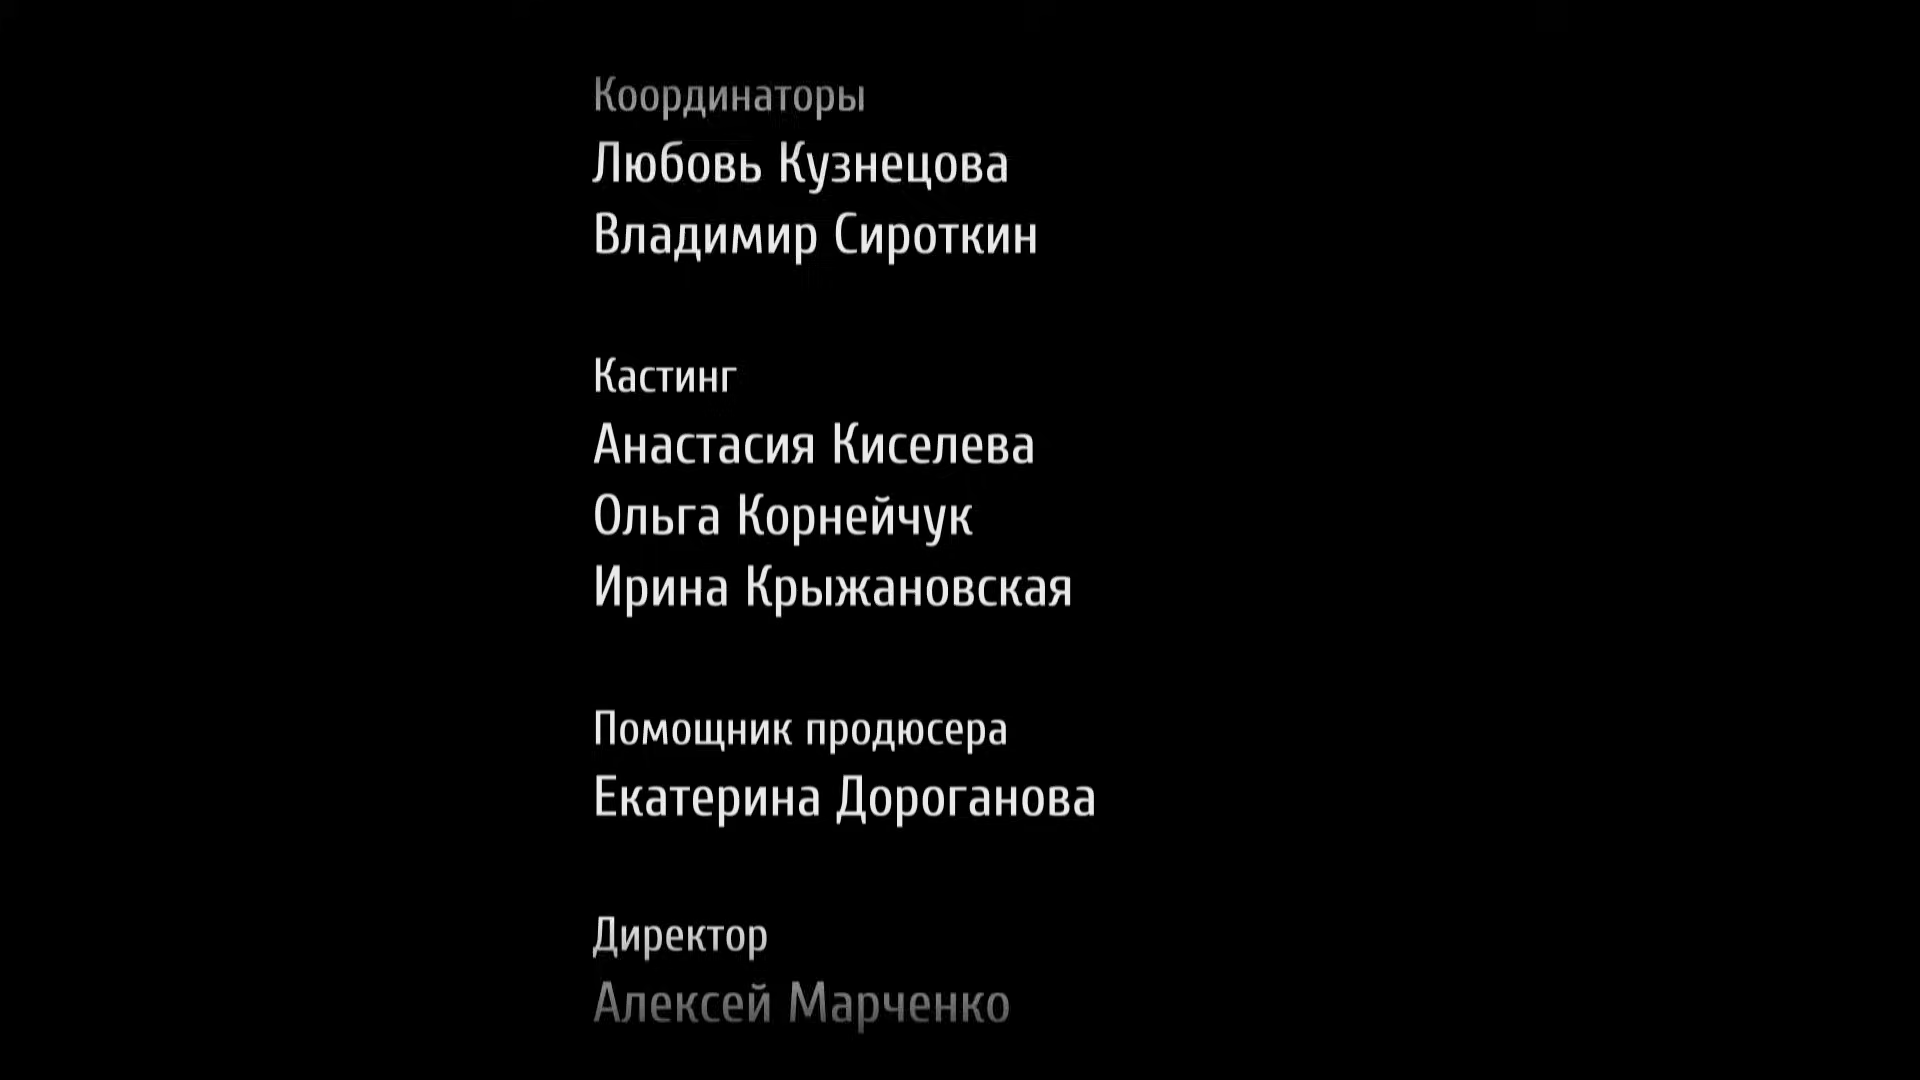 Координаторы
Любовь Кузнецова
Владимир Сироткин
Кастинг
Анастасия Киселева
Ольга Корнейчук
Ирина Крыжановская
Помощник продюсера
Екатерина Дороганова
Директор
Алексей Марченко